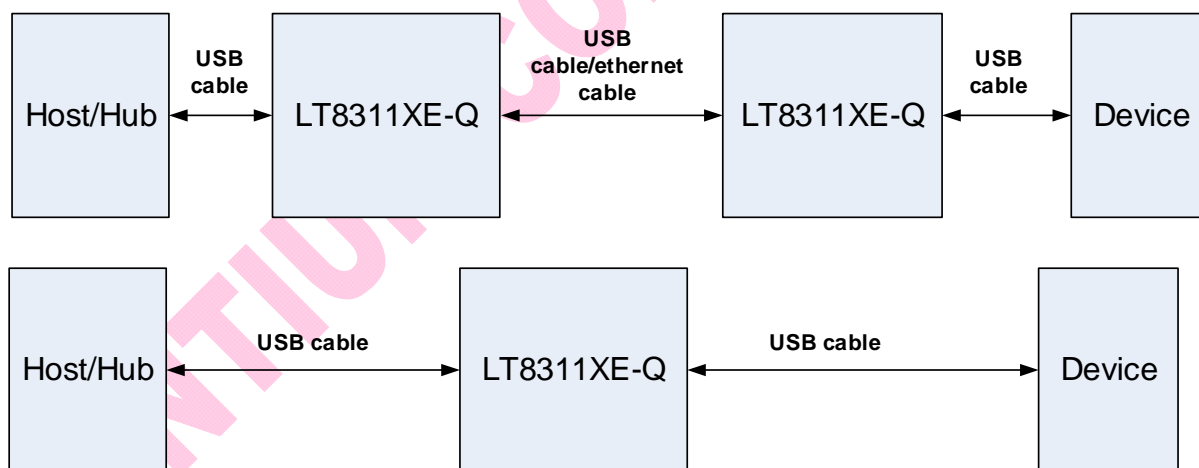 USB
cable
USB
cable/ethernet
cable
USB
cable
Host/Hub
LT8311XE-Q
LT8311XE-Q
Device
USB cable
USB cable
Host/Hub
LT8311XE-Q
Device